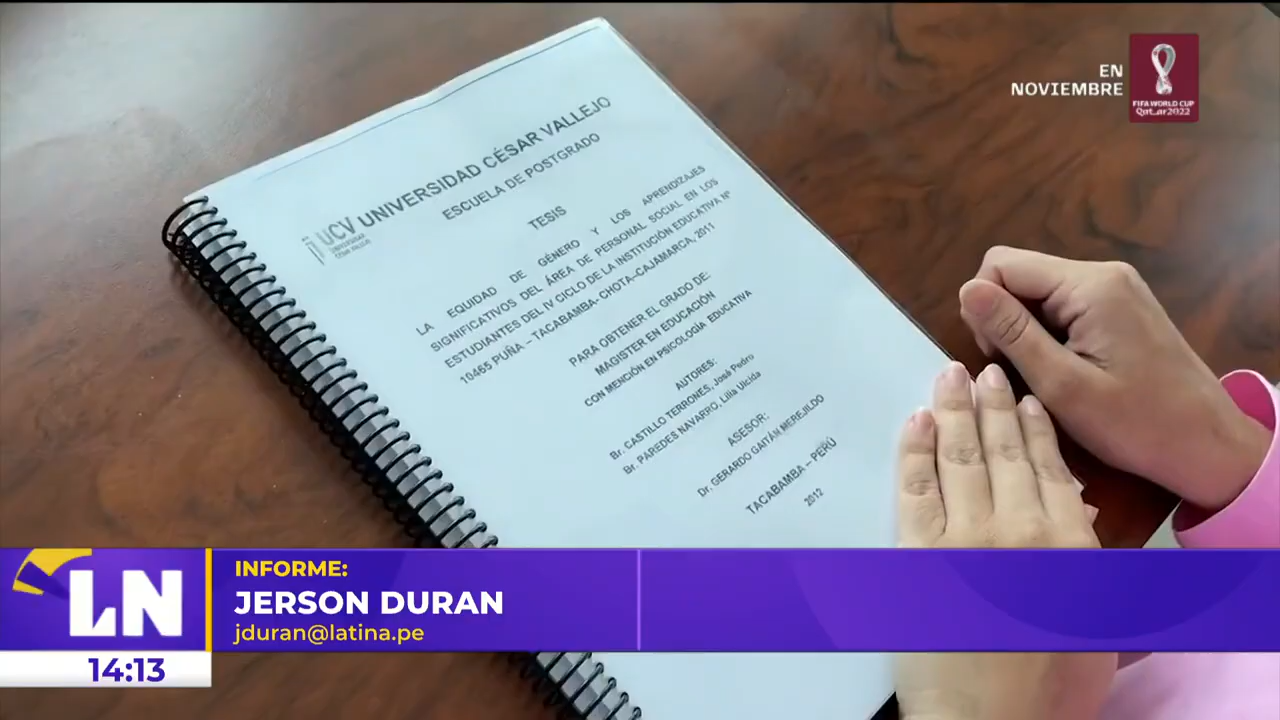 EN
NOVIEMBRE
FIFA WORLD CUP
Qatar2022
UCV
UNIVERSIDAD
CÉSAR VALLEJO
UNIVERSIDAD CÉSAR VALLEJO
ESCUELA DE POSTGRADO
TESIS
LA EQUIDAD DE GÉNERO Y LOS APRENDIZAJES
SIGNIFICATIVOS DEL ÁREA DE PERSONAL SOCIAL EN LOS
ESTUDIANTES DEL IV CICLO DE LA INSTITUCIÓN EDUCATIVA Nº
10465 PUÑA – TACABAMBA- CHOTA–CAJAMARCA, 2011
PARA OBTENER EL GRADO DE:
MAGISTER EN EDUCACIÓN
CON MENCIÓN EN PSICOLOGÍA EDUCATIVA
AUTORES:
Br. CASTILLO TERRONES, José Pedro
Br. PAREDES NAVARRO, Lilia Ulcida
ASESOR:
Dr. GERARDO GAITÁN MEREJILDO
TACABAMBA – PERÚ
2012
LN
INFORME:
JERSON DURAN
jduran@latina.pe
14:13